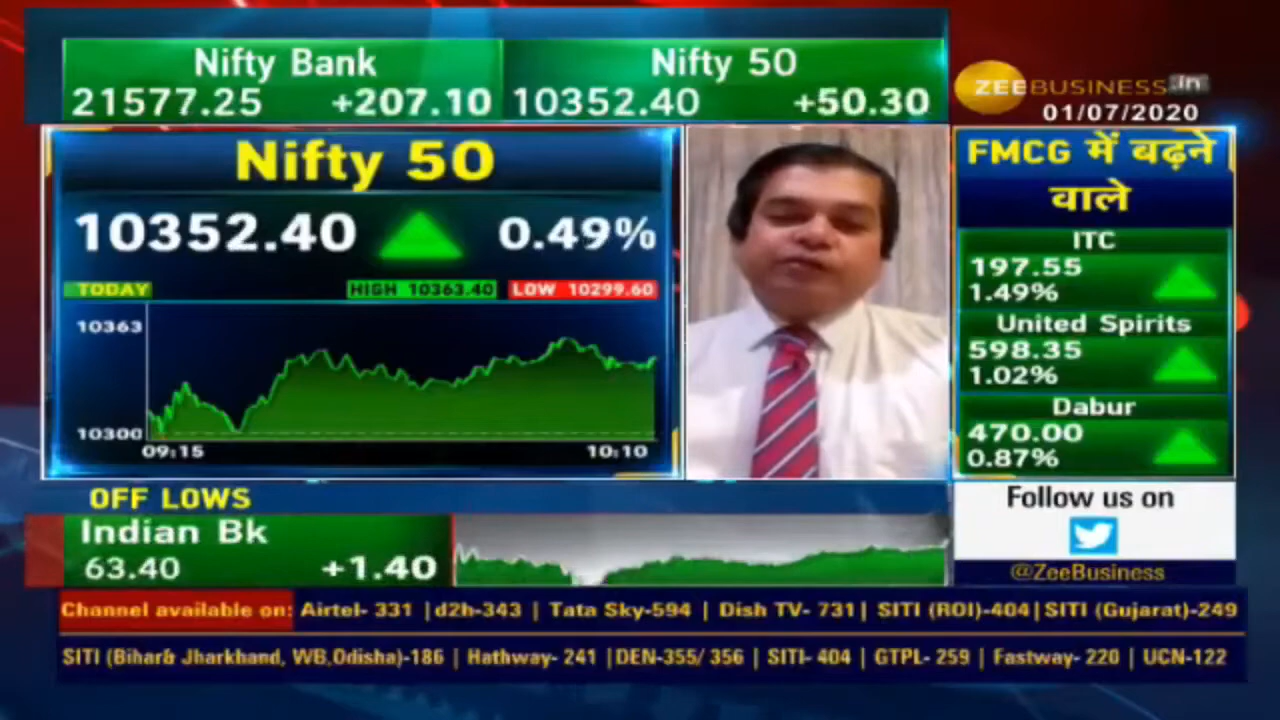 Nifty Bank
21577.25 +207.10
Nifty 50
10352.40 +50.30
ZEEBUSINESS.in
01/07/2020
Nifty 50
10352.40 0.49%
TODAY HIGH 10363.40 LOW 10299.60
10363
10300
09:15 10:10
FMCG में बढ़ने
वाले
ITC
197.55
1.49%
United Spirits
598.35
1.02%
Dabur
470.00
0.87%
OFF LOWS
Indian Bk
63.40 +1.40
Follow us on
@ZeeBusiness
Channel available on: Airtel- 331 |d2h-343 | Tata Sky-594 | Dish TV- 731| SITI (ROI)-404|SITI (Gujarat)-249
SITI (Bihar& Jharkhand, WB,Odisha)-186 | Hathway- 241 |DEN-355/ 356 | SITI- 404 | GTPL- 259 | Fastway- 220 | UCN-122